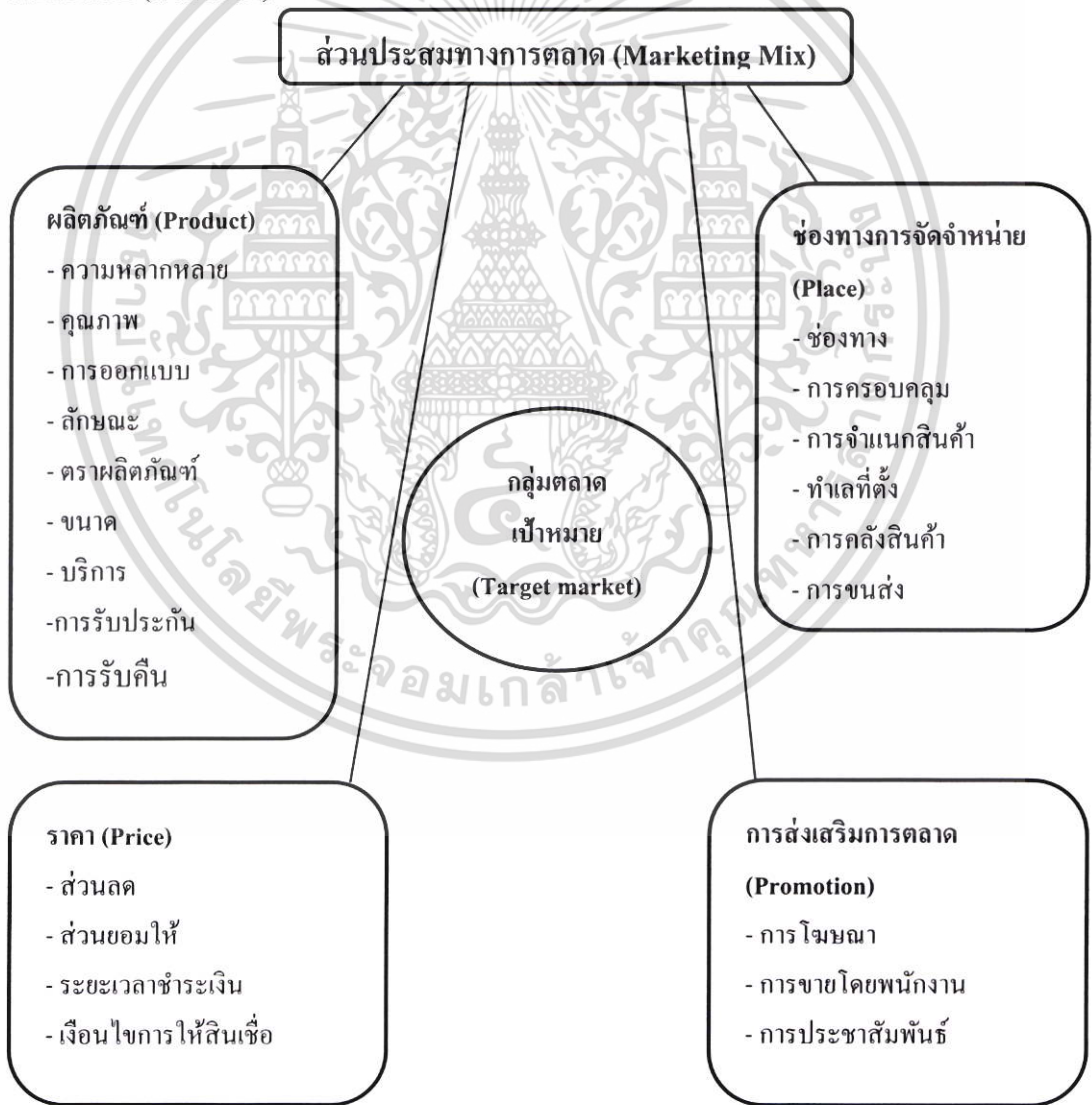 ส่วนประสมทางการตลาด (Marketing Mix)
ผลิตภัณฑ์ (Product)
- ความหลากหลาย
- คุณภาพ
- การออกแบบ
- ลักษณะ
- ตราผลิตภัณฑ์
- ขนาด
- บริการ
-การรับประกัน
-การรับคืน
ช่องทางการจัดจำหน่าย
(Place)
- ช่องทาง
- การครอบคลุม
- การจำแนกสินค้า
- ทำเลที่ตั้ง
- การคลังสินค้า
- การขนส่ง
กลุ่มตลาด
เป้าหมาย
(Target market)
ราคา (Price)
- ส่วนลด
- ส่วนยอมให้
- ระยะเวลาชำระเงิน
- เงื่อนไขการให้สินเชื่อ
การส่งเสริมการตลาด
(Promotion)
- การโฆษณา
- การขายโดยพนักงาน
- การประชาสัมพันธ์